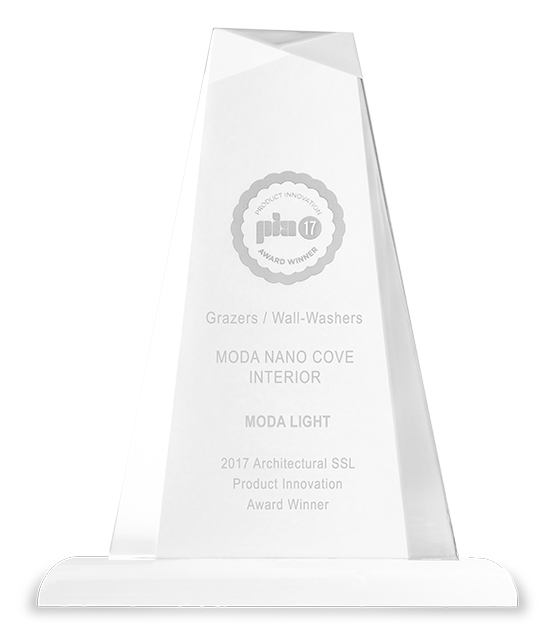 PRODUCT INNOVATION
pia 17
AWARD WINNER
Grazers / Wall-Washers
MODA NANO COVE
INTERIOR
MODA LIGHT
2017 Architectural SSL
Product Innovation
Award Winner